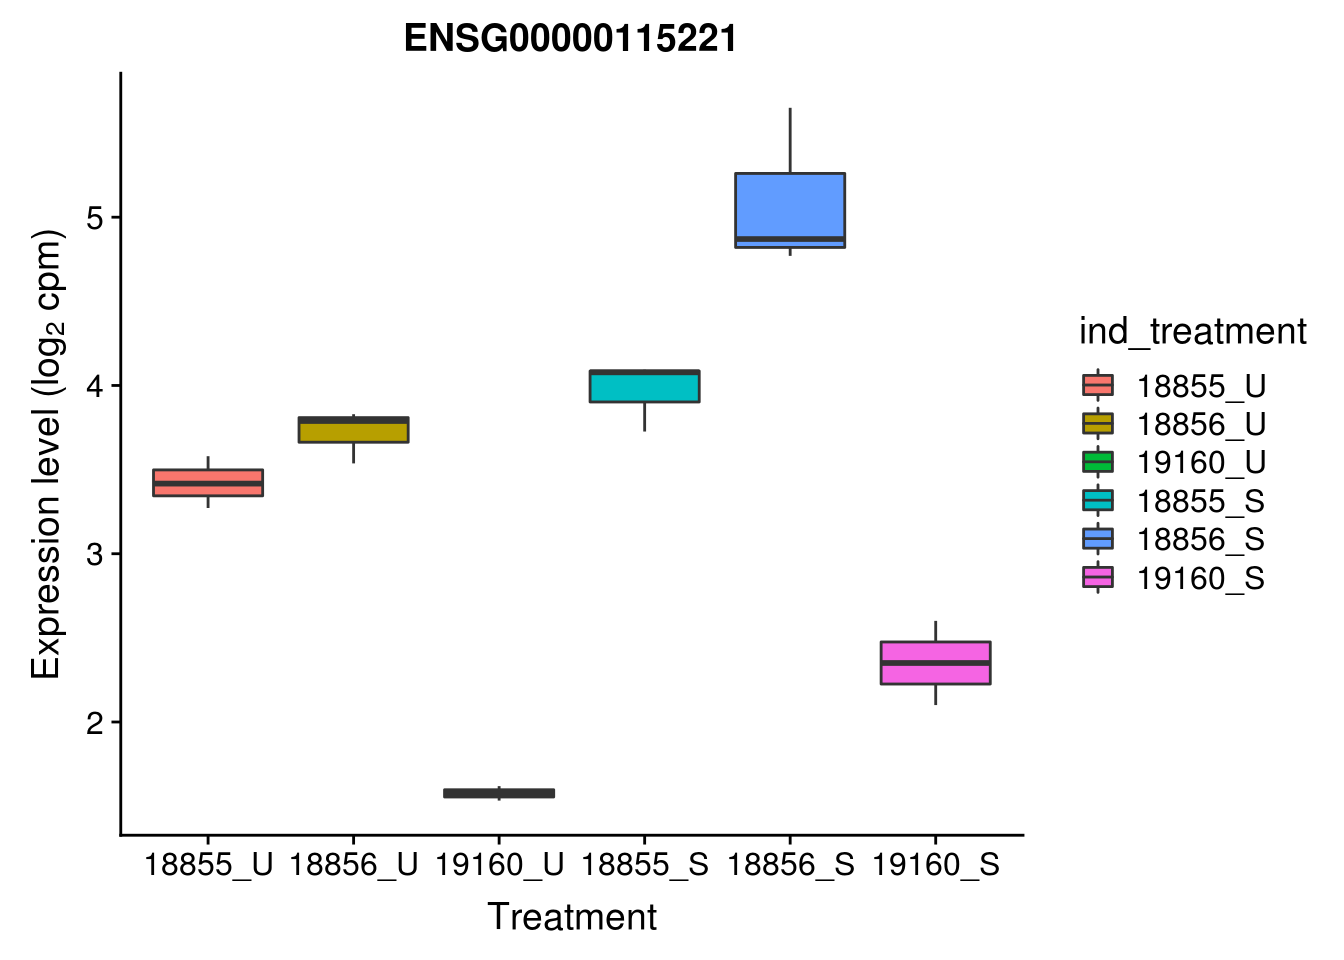 ENSG00000115221
Expression level (log₂ cpm)
5
4
3
2
18855_U 18856_U 19160_U 18855_S 18856_S 19160_S
Treatment
ind_treatment
18855_U
18856_U
19160_U
18855_S
18856_S
19160_S